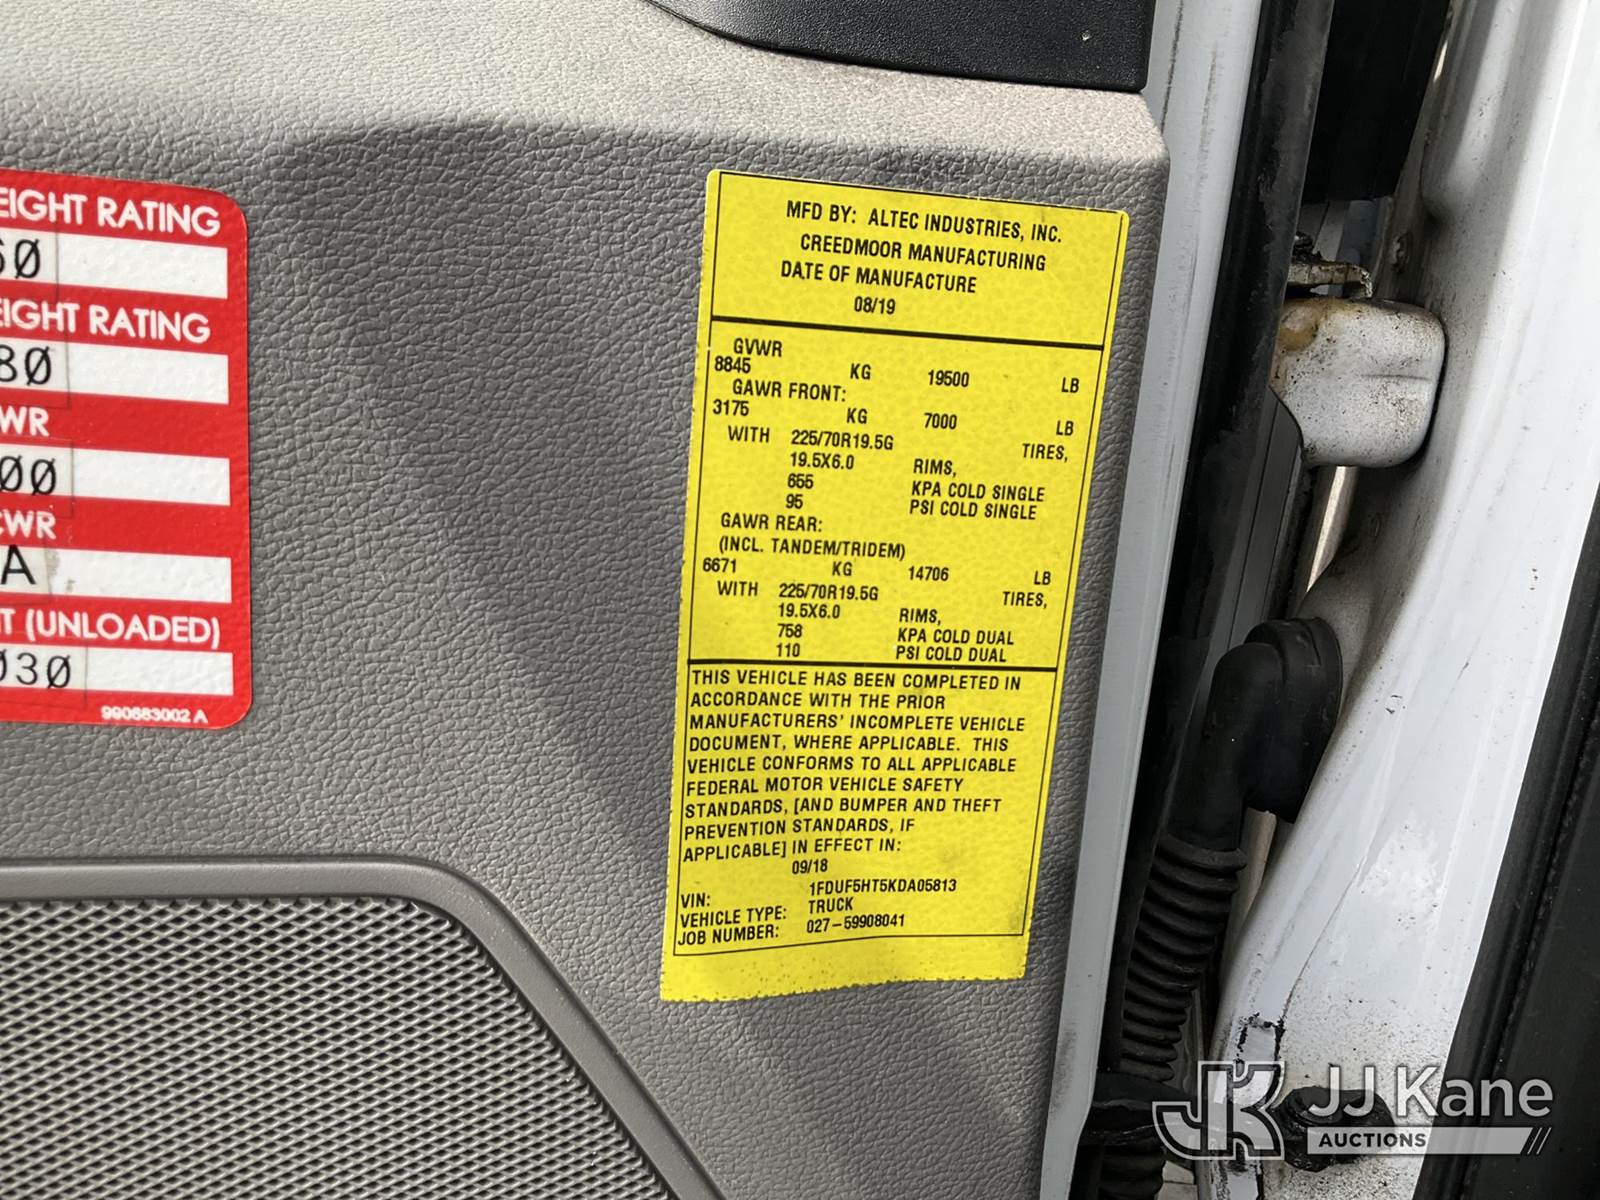 EIGHT RATING
60
EIGHT RATING
80
WR
00
CWR
A
T (UNLOADED)
030
990683002 A
MFD BY: ALTEC INDUSTRIES, INC.
CREEDMOOR MANUFACTURING
DATE OF MANUFACTURE
08/19
GVWR
8845 KG 19500 LB
GAWR FRONT:
3175 KG 7000 LB
WITH 225/70R19.5G TIRES,
19.5X6.0 RIMS,
655 KPA COLD SINGLE
95 PSI COLD SINGLE
GAWR REAR:
(INCL. TANDEM/TRIDEM)
6671 KG 14706 LB
WITH 225/70R19.5G TIRES,
19.5X6.0 RIMS,
758 KPA COLD DUAL
110 PSI COLD DUAL
THIS VEHICLE HAS BEEN COMPLETED IN
ACCORDANCE WITH THE PRIOR
MANUFACTURERS' INCOMPLETE VEHICLE
DOCUMENT, WHERE APPLICABLE. THIS
VEHICLE CONFORMS TO ALL APPLICABLE
FEDERAL MOTOR VEHICLE SAFETY
STANDARDS, [AND BUMPER AND THEFT
PREVENTION STANDARDS, IF
APPLICABLE] IN EFFECT IN:
09/18
VIN: 1FDUF5HT5KDA05813
VEHICLE TYPE: TRUCK
JOB NUMBER: 027-59908041
JK JJ Kane
AUCTIONS